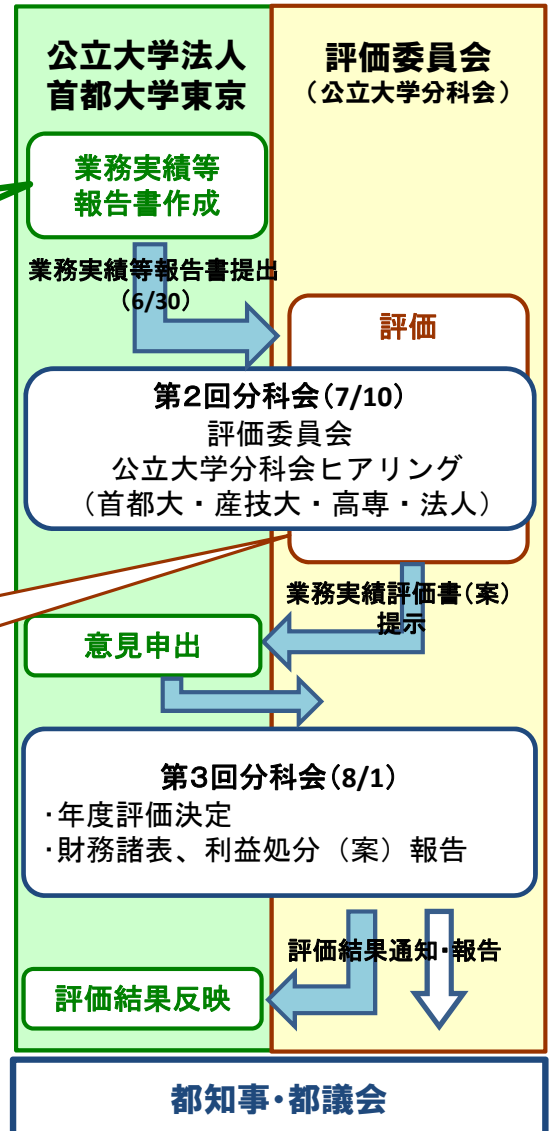 公立大学法人
首都大学東京
評価委員会
（公立大学分科会）
業務実績等
報告書作成
業務実績等報告書提出
（6/30）
評価
第２回分科会（7/10）
評価委員会
公立大学分科会ヒアリング
（首都大・産技大・高専・法人）
業務実績評価書（案）
提示
意見申出
第３回分科会（8/1）
・年度評価決定
・財務諸表、利益処分（案）報告
評価結果通知・報告
評価結果反映
都知事・都議会